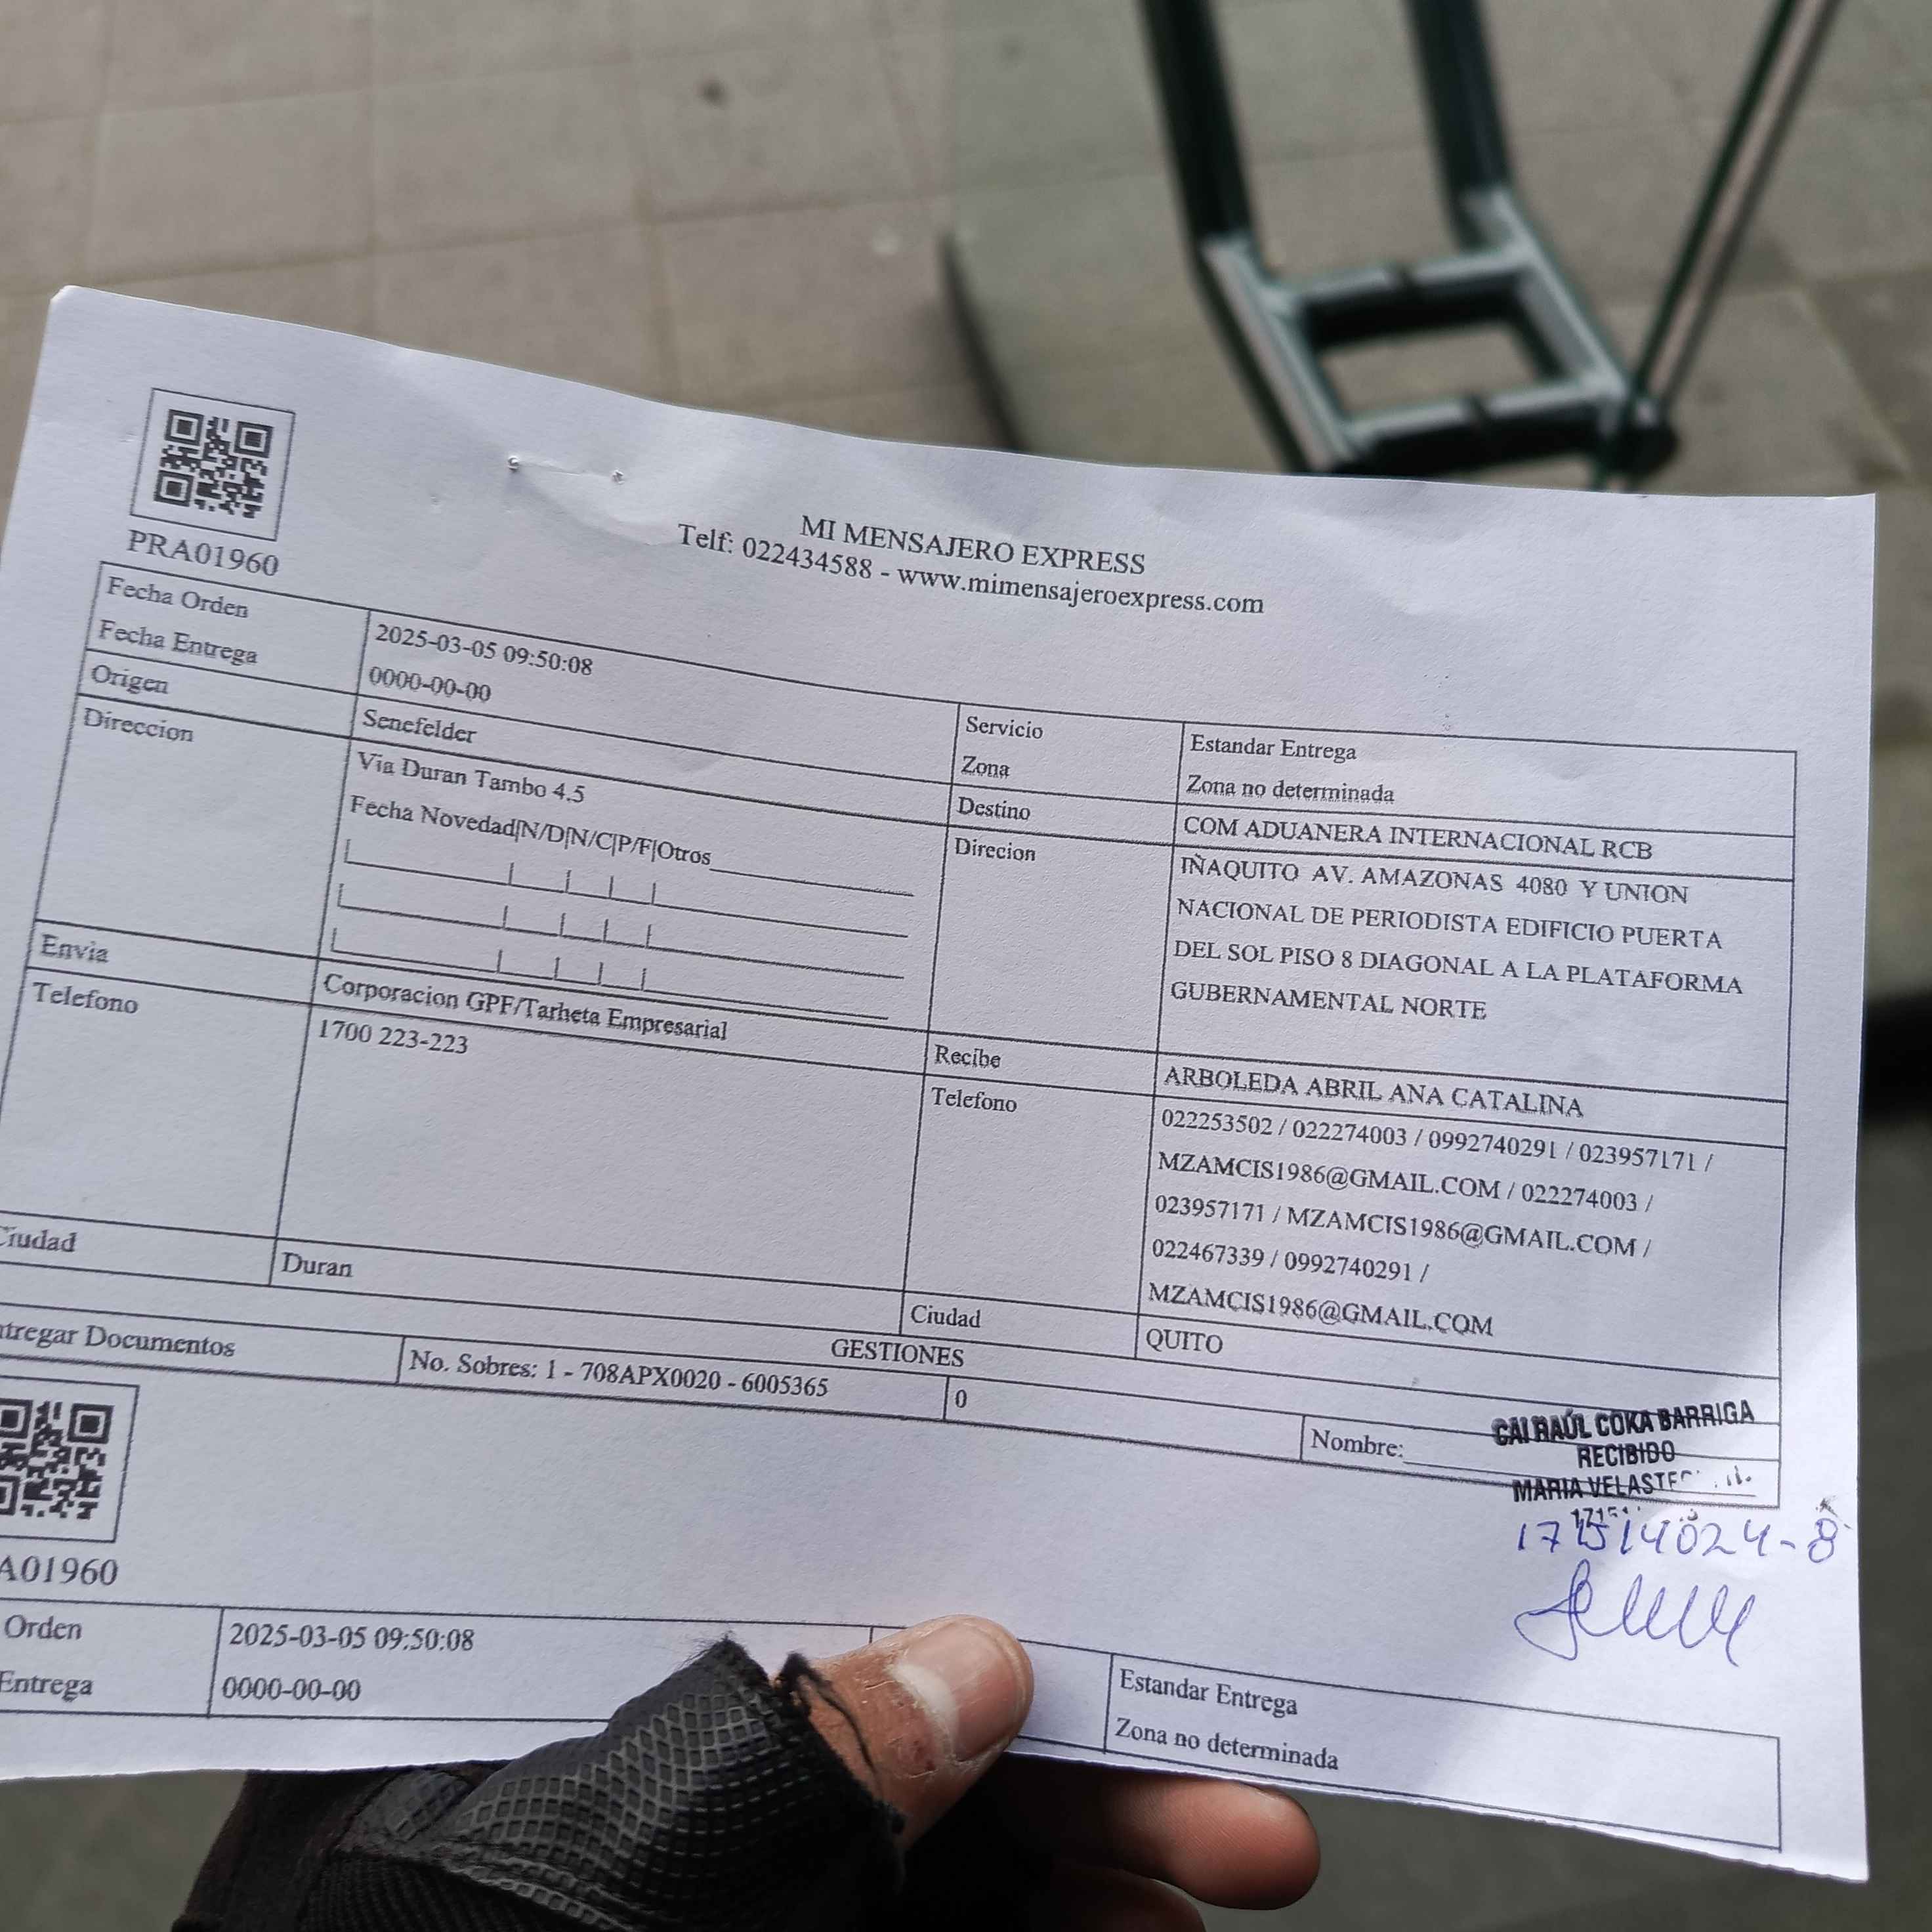 PRA01960
MI MENSAJERO EXPRESS
Telf: 022434588 - www.mimensajeroexpress.com
Fecha Orden 2025-03-05 09:50:08 Servicio Estandar Entrega
Fecha Entrega 0000-00-00 Zona Zona no determinada
Origen Senefelder Destino COM ADUANERA INTERNACIONAL RCB
Direccion Via Duran Tambo 4.5 Direcion IÑAQUITO AV. AMAZONAS 4080 Y UNION
Fecha Novedad|N/D|N/C|P/F|Otros NACIONAL DE PERIODISTA EDIFICIO PUERTA
DEL SOL PISO 8 DIAGONAL A LA PLATAFORMA
GUBERNAMENTAL NORTE
Envia Corporacion GPF/Tarheta Empresarial Recibe ARBOLEDA ABRIL ANA CATALINA
Telefono 1700 223-223 Telefono 022253502 / 022274003 / 0992740291 / 023957171 /
MZAMCIS1986@GMAIL.COM / 022274003 /
023957171 / MZAMCIS1986@GMAIL.COM /
022467339 / 0992740291 /
MZAMCIS1986@GMAIL.COM
Ciudad Duran Ciudad QUITO
GESTIONES
ntregar Documentos No. Sobres: 1 - 708APX0020 - 6005365 0
Nombre:
CAI RAÚL COKA BARRIGA
RECIBIDO
MARIA
A01960
Orden 2025-03-05 09:50:08 Estandar Entrega
Entrega 0000-00-00 Zona no determinada